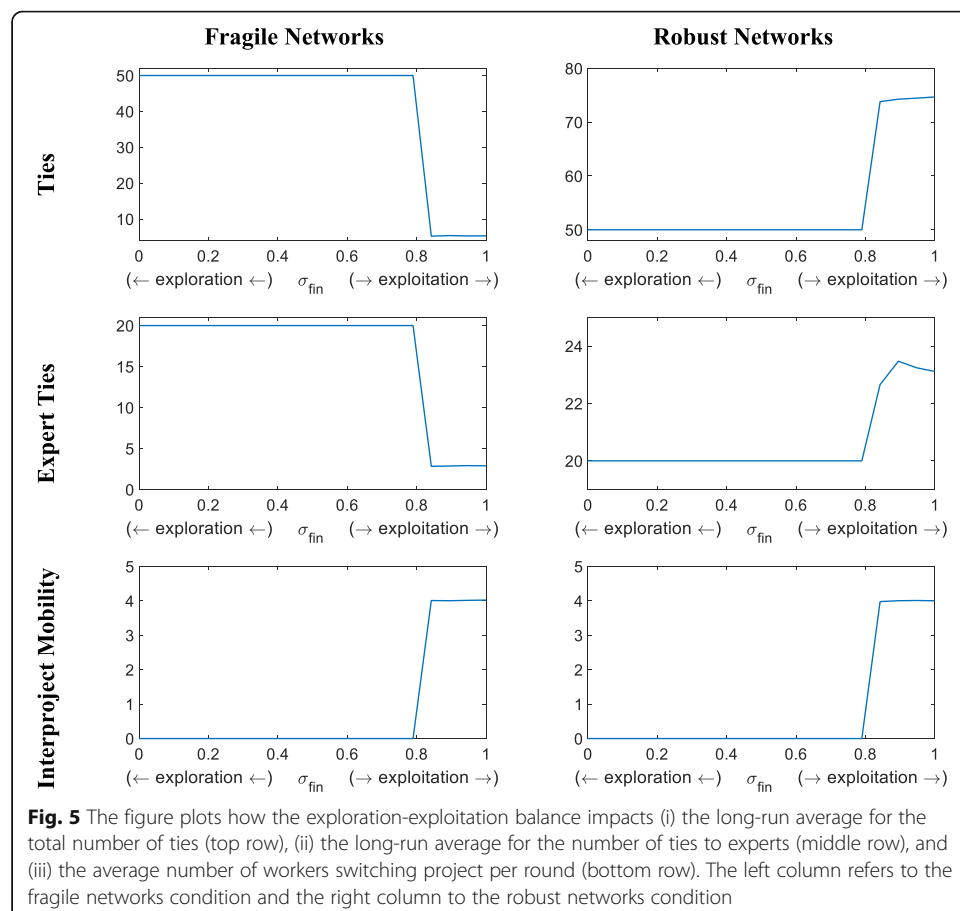 Fragile Networks
Robust Networks
Ties
50
40
30
20
10
0 0.2 0.4 0.6 0.8 1
(← exploration ←) σfin (→ exploitation →)
80
70
60
50
0 0.2 0.4 0.6 0.8 1
(← exploration ←) σfin (→ exploitation →)
Expert Ties
20
15
10
5
0
0 0.2 0.4 0.6 0.8 1
(← exploration ←) σfin (→ exploitation →)
24
22
20
0 0.2 0.4 0.6 0.8 1
(← exploration ←) σfin (→ exploitation →)
Interproject Mobility
5
4
3
2
1
0
0 0.2 0.4 0.6 0.8 1
(← exploration ←) σfin (→ exploitation →)
5
4
3
2
1
0
0 0.2 0.4 0.6 0.8 1
(← exploration ←) σfin (→ exploitation →)
Fig. 5 The figure plots how the exploration-exploitation balance impacts (i) the long-run average for the
total number of ties (top row), (ii) the long-run average for the number of ties to experts (middle row), and
(iii) the average number of workers switching project per round (bottom row). The left column refers to the
fragile networks condition and the right column to the robust networks condition